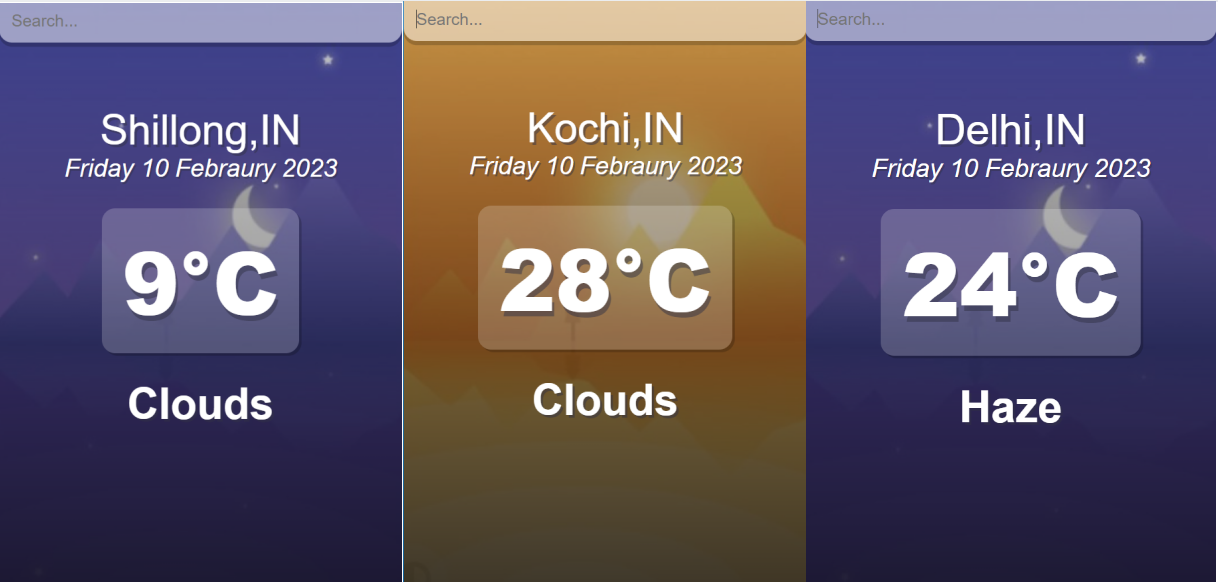 Search...
Shillong,IN
Friday 10 Febraury 2023
9°C
Clouds
Search...
Kochi,IN
Friday 10 Febraury 2023
28°C
Clouds
Search...
Delhi,IN
Friday 10 Febraury 2023
24°C
Haze